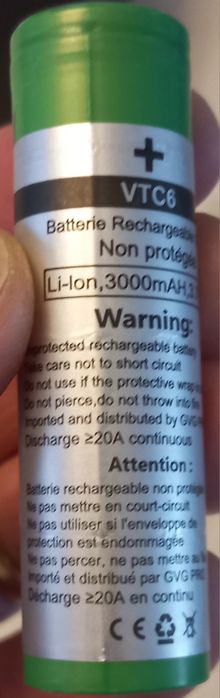 +
VTC6
Batterie Rechargeable
Non protégée
Li-Ion,3000mAH,3.
Warning:
Unprotected rechargeable battery
Take care not to short circuit
Do not use if the protective wrap
Do not pierce,do not throw into fire
Imported and distributed by GVG
Discharge ≥20A continuous
Attention :
Batterie rechargeable non protégée
Ne pas mettre en court-circuit
Ne pas utiliser si l'enveloppe de
protection est endommagée
Ne pas percer, ne pas mettre au
Importé et distribué par GVG PRO
Décharge ≥20A en continu
CE